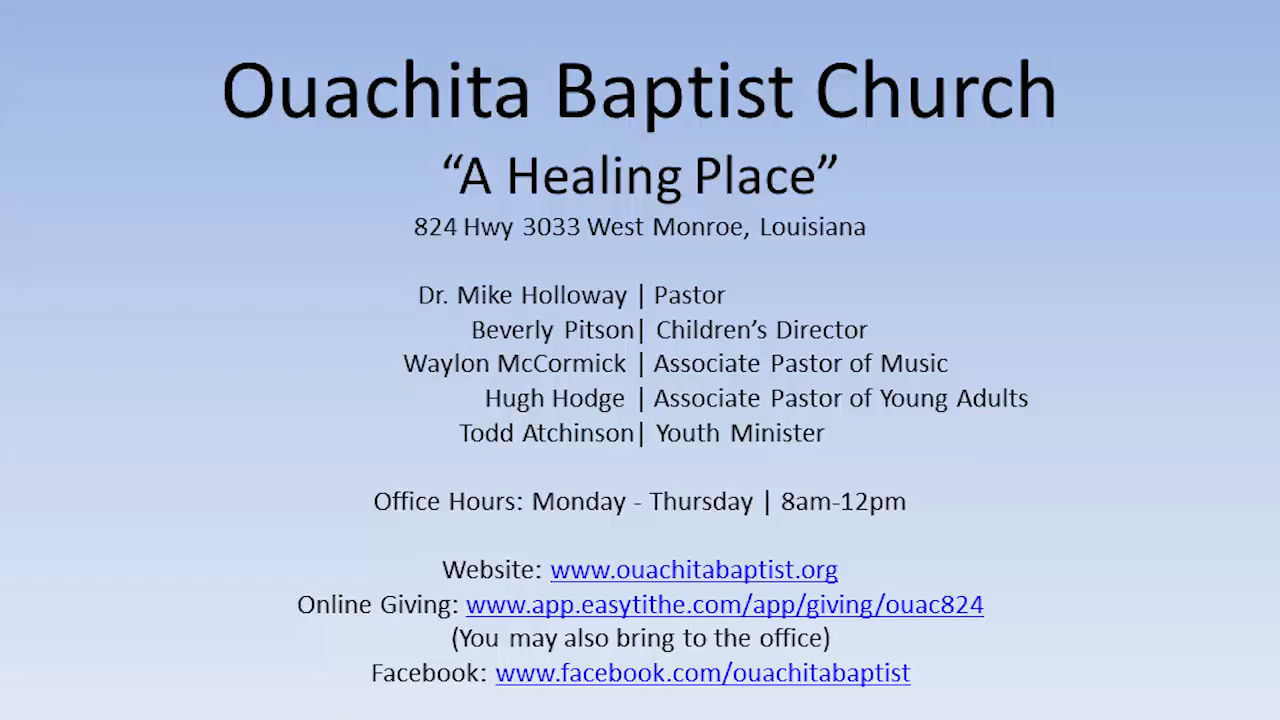 Ouachita Baptist Church
“A Healing Place”
824 Hwy 3033 West Monroe, Louisiana
Dr. Mike Holloway | Pastor
Beverly Pitson| Children’s Director
Waylon McCormick | Associate Pastor of Music
Hugh Hodge | Associate Pastor of Young Adults
Todd Atchinson| Youth Minister
Office Hours: Monday - Thursday | 8am-12pm
Website: www.ouachitabaptist.org
Online Giving: www.app.easytithe.com/app/giving/ouac824
(You may also bring to the office)
Facebook: www.facebook.com/ouachitabaptist